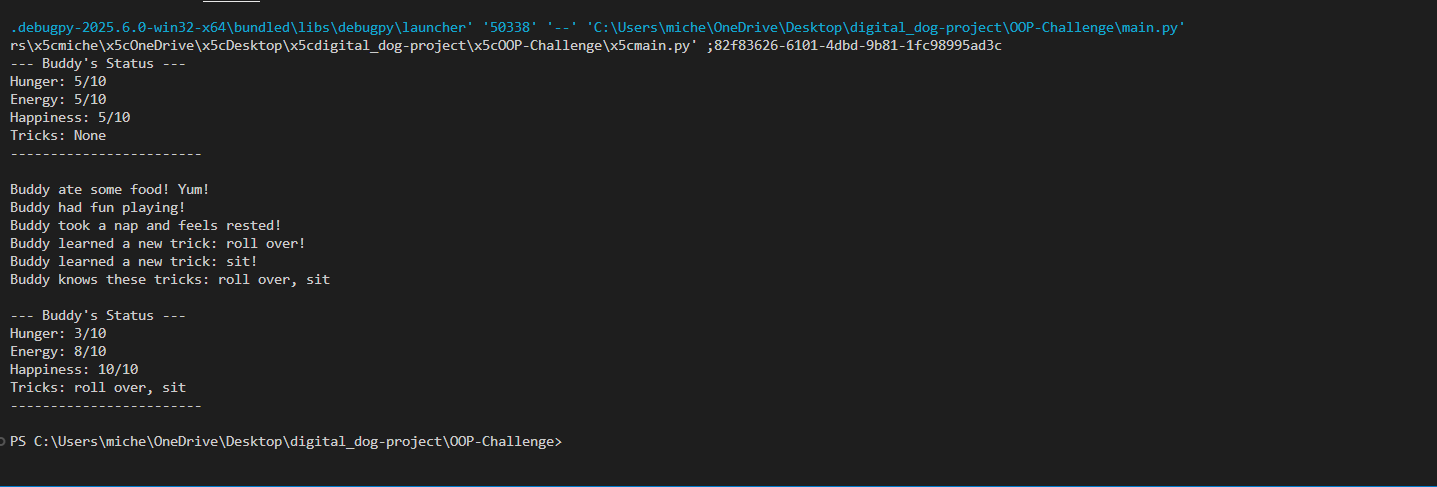 .debugpy-2025.6.0-win32-x64\bundled\libs\debugpy\launcher' '50338' '--' 'C:\Users\miche\OneDrive\Desktop\digital_dog-project\OOP-Challenge\main.py'
rs\x5cmiche\x5cOneDrive\x5cDesktop\x5cdigital_dog-project\x5cOOP-Challenge\x5cmain.py' ;82f83626-6101-4dbd-9b81-1fc98995ad3c
--- Buddy's Status ---
Hunger: 5/10
Energy: 5/10
Happiness: 5/10
Tricks: None
------------------------
Buddy ate some food! Yum!
Buddy had fun playing!
Buddy took a nap and feels rested!
Buddy learned a new trick: roll over!
Buddy learned a new trick: sit!
Buddy knows these tricks: roll over, sit
--- Buddy's Status ---
Hunger: 3/10
Energy: 8/10
Happiness: 10/10
Tricks: roll over, sit
------------------------
PS C:\Users\miche\OneDrive\Desktop\digital_dog-project\OOP-Challenge>